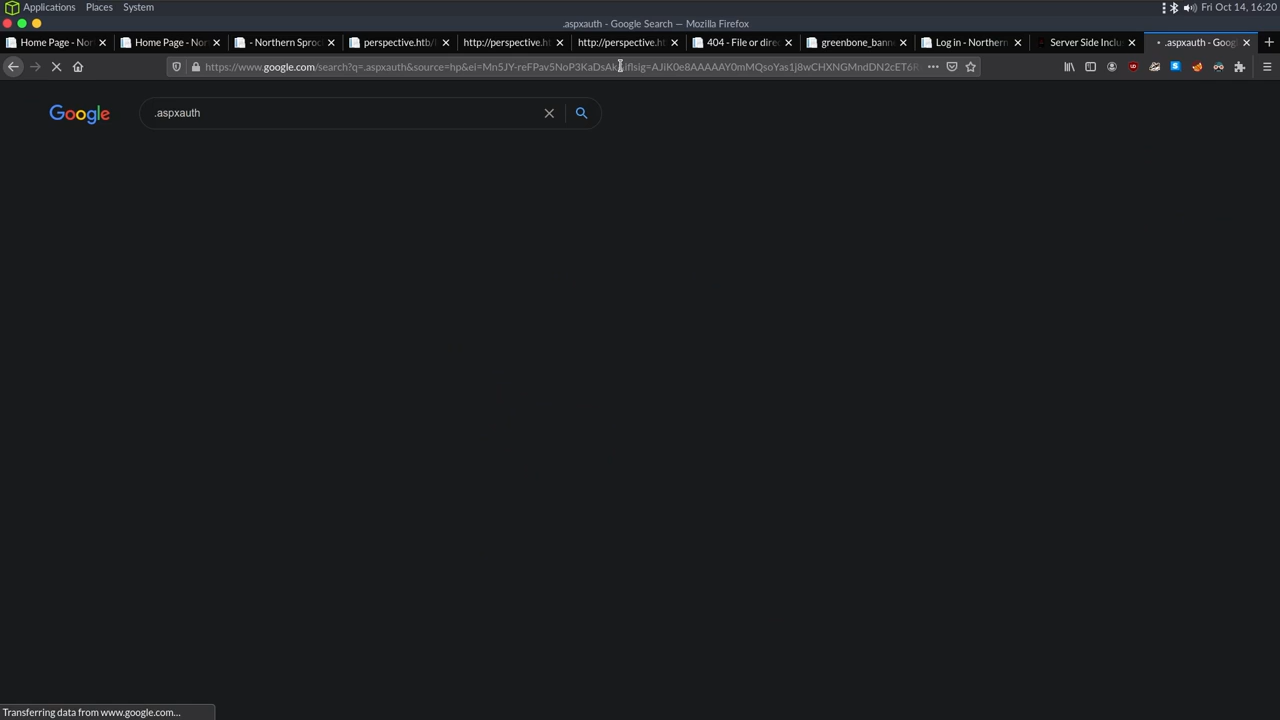 Applications Places System Fri Oct 14, 16:20
.aspxauth - Google Search — Mozilla Firefox
Home Page - Nor Home Page - Nor - Northern Sproc perspective.htb/ http://perspective.h http://perspective.ht 404 - File or dire greenbone_bann Log in - Northern Server Side Inclu .aspxauth - Goog
https://www.google.com/search?q=.aspxauth&source=hp&ei=Mn5JY-reFPav5NoP3KaDsAk
Google .aspxauth
Transferring data from www.google.com...